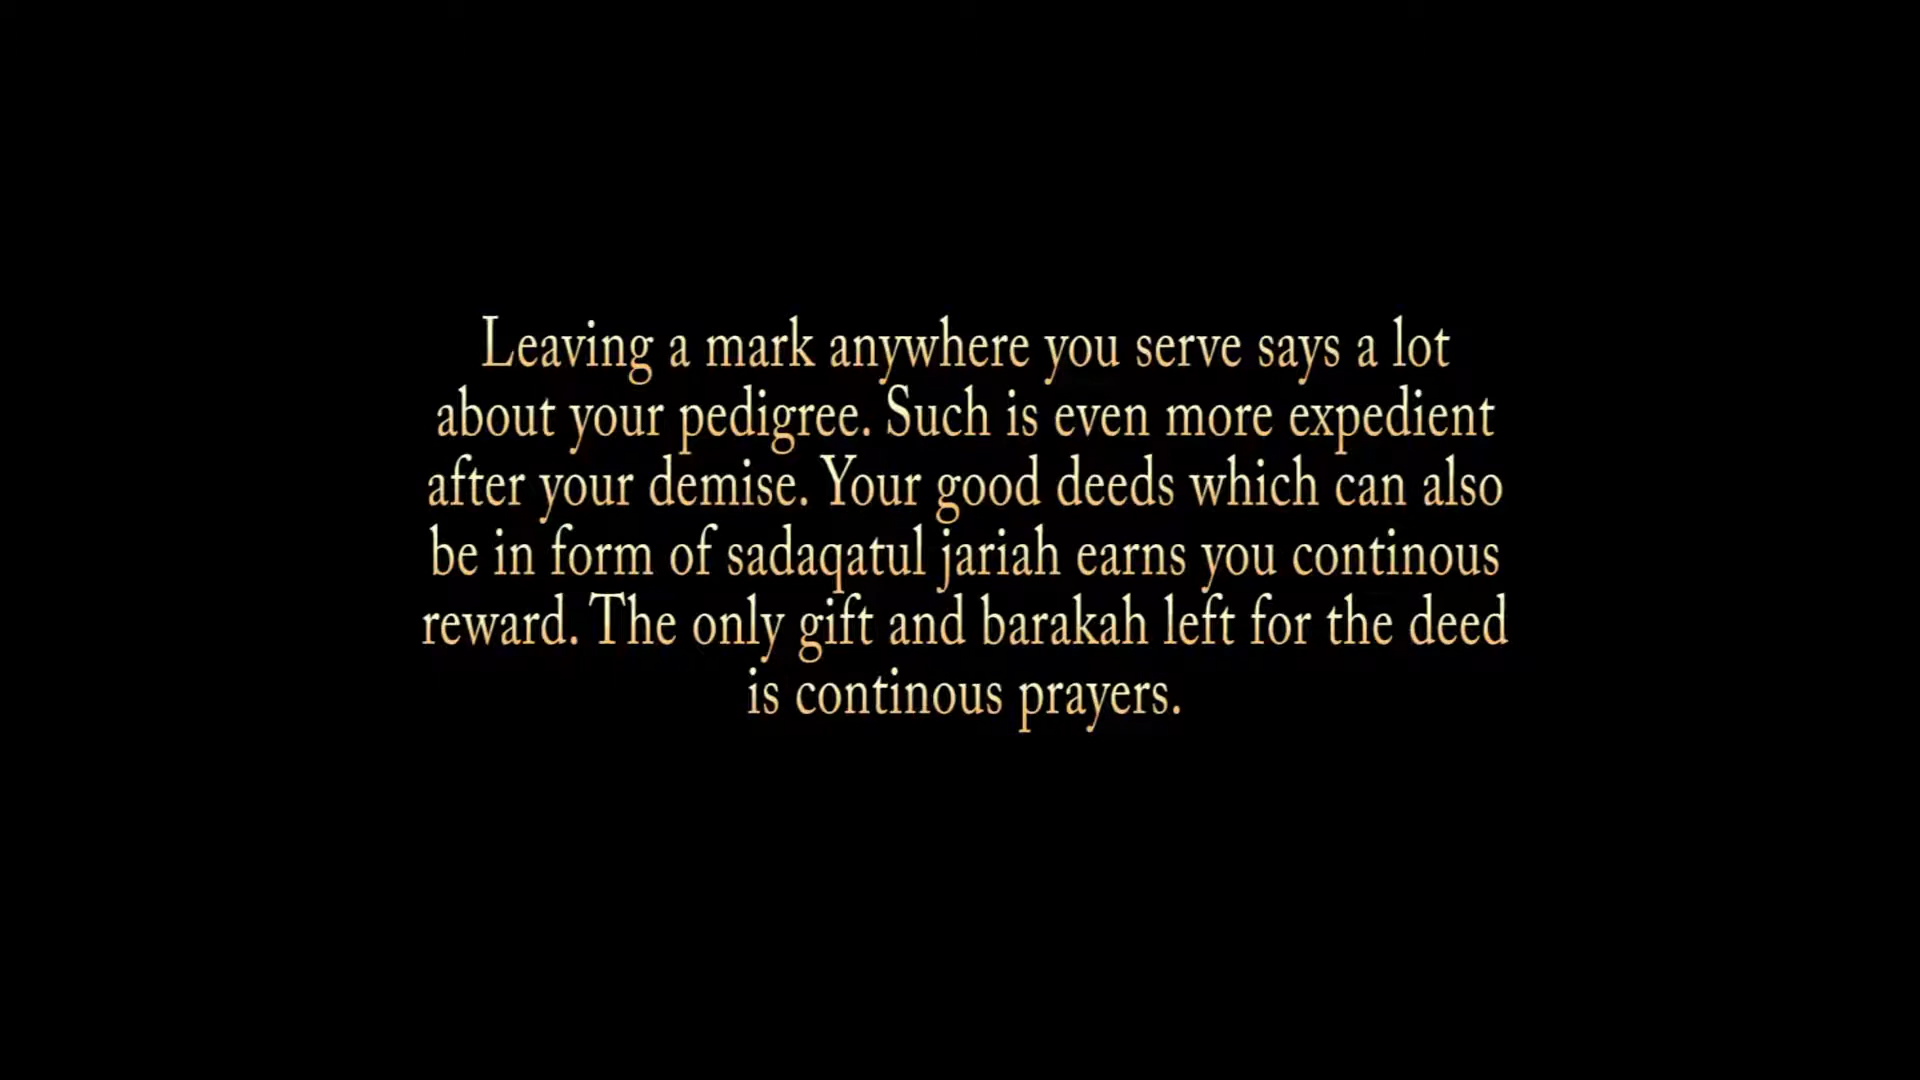 Leaving a mark anywhere you serve says a lot
about your pedigree. Such is even more expedient
after your demise. Your good deeds which can also
be in form of sadaqatul jariah earns you continous
reward. The only gift and barakah left for the deed
is continous prayers.